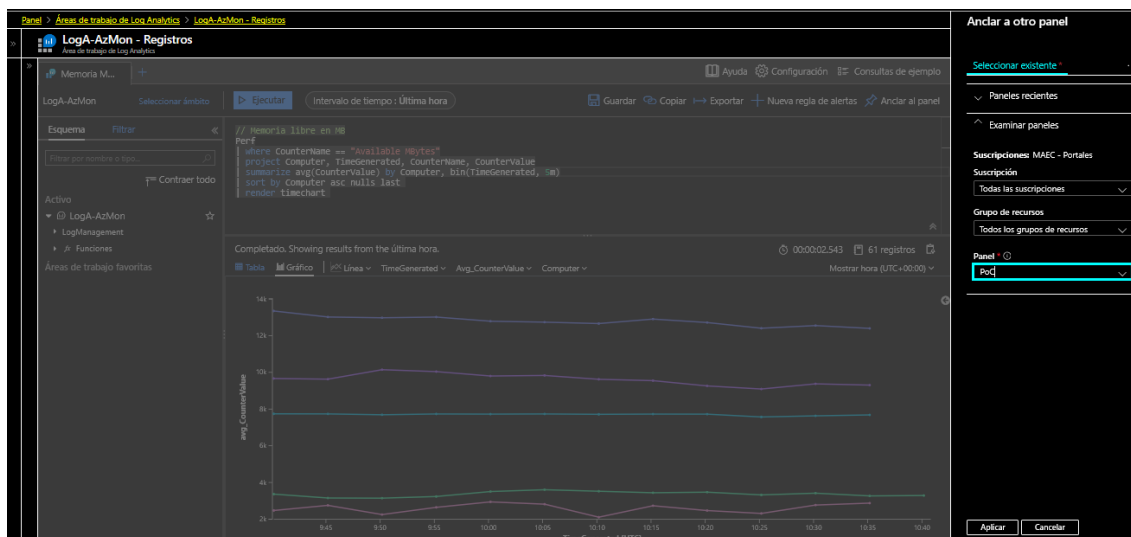 Panel > Áreas de trabajo de Log Analytics > LogA-AzMon - Registros
LogA-AzMon - Registros
Área de trabajo de Log Analytics
Memoria M...
Ayuda Configuración Consultas de ejemplo
LogA-AzMon Seleccionar ámbito Ejecutar Intervalo de tiempo : Última hora Guardar Copiar Exportar Nueva regla de alertas Anclar al panel
Esquema Filtrar
Filtrar por nombre o tipo...
Contraer todo
Activo
LogA-AzMon
LogManagement
Funciones
Áreas de trabajo favoritas
// Memoria libre en MB
Perf
| where CounterName == "Available MBytes"
| project Computer, TimeGenerated, CounterName, CounterValue
| summarize avg(CounterValue) by Computer, bin(TimeGenerated, 5m)
| sort by Computer asc nulls last
| render timechart
Completado. Showing results from the última hora. 00:00:02.543 61 registros
Tabla Gráfico Línea TimeGenerated Avg_CounterValue Computer Mostrar hora (UTC+00:00)
avg_CounterValue
14k
12k
10k
8k
6k
4k
2k
9:45 9:50 9:55 10:00 10:05 10:10 10:15 10:20 10:25 10:30 10:35 10:40
Anclar a otro panel
Seleccionar existente *
Paneles recientes
Examinar paneles
Suscripciones: MAEC - Portales
Suscripción
Todas las suscripciones
Grupo de recursos
Todos los grupos de recursos
Panel *
PoC
Aplicar Cancelar